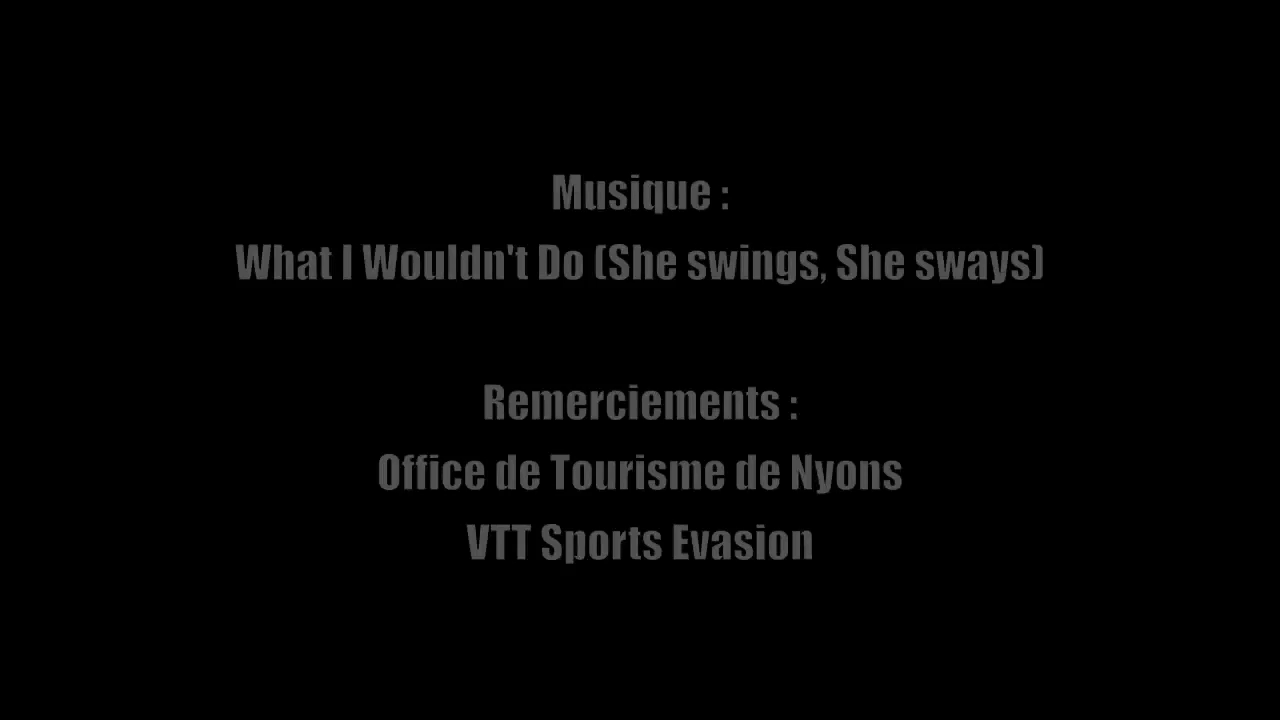 Musique :
What I Wouldn't Do (She swings, She sways)
Remerciements :
Office de Tourisme de Nyons
VTT Sports Evasion